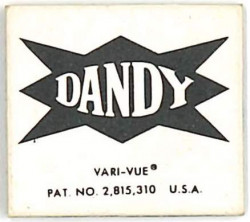 DANDY
VARI-VUE®
PAT. NO. 2,815,310 U.S.A.